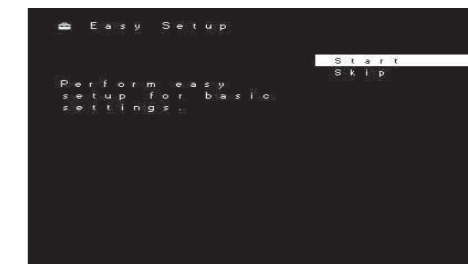 Easy Setup
Start
Skip
Perform easy
setup for basic
settings.